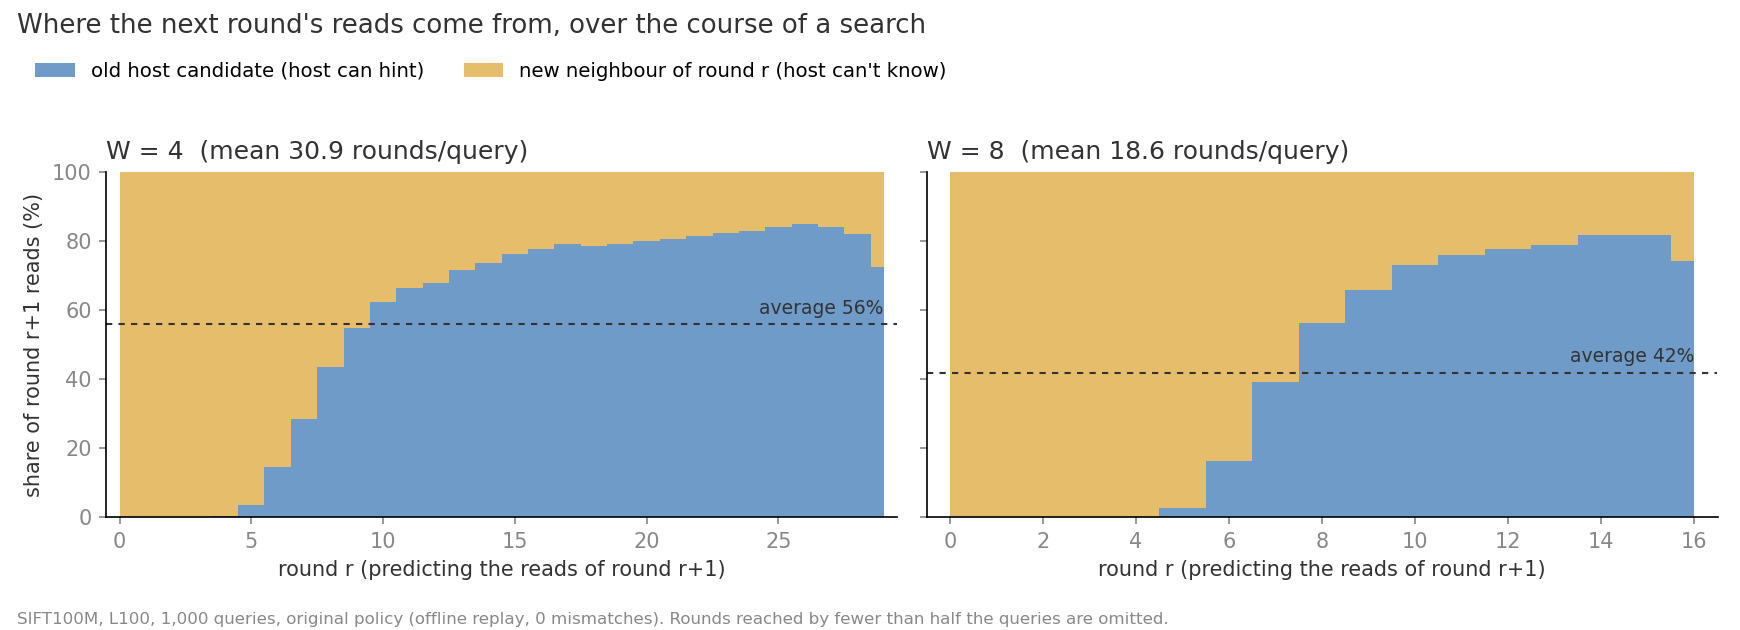 Where the next round's reads come from, over the course of a search
old host candidate (host can hint)
new neighbour of round r (host can't know)
W = 4  (mean 30.9 rounds/query)
share of round r+1 reads (%)
100
80
60
40
20
0
average 56%
0 5 10 15 20 25
round r (predicting the reads of round r+1)
W = 8  (mean 18.6 rounds/query)
average 42%
0 2 4 6 8 10 12 14 16
round r (predicting the reads of round r+1)
SIFT100M, L100, 1,000 queries, original policy (offline replay, 0 mismatches). Rounds reached by fewer than half the queries are omitted.